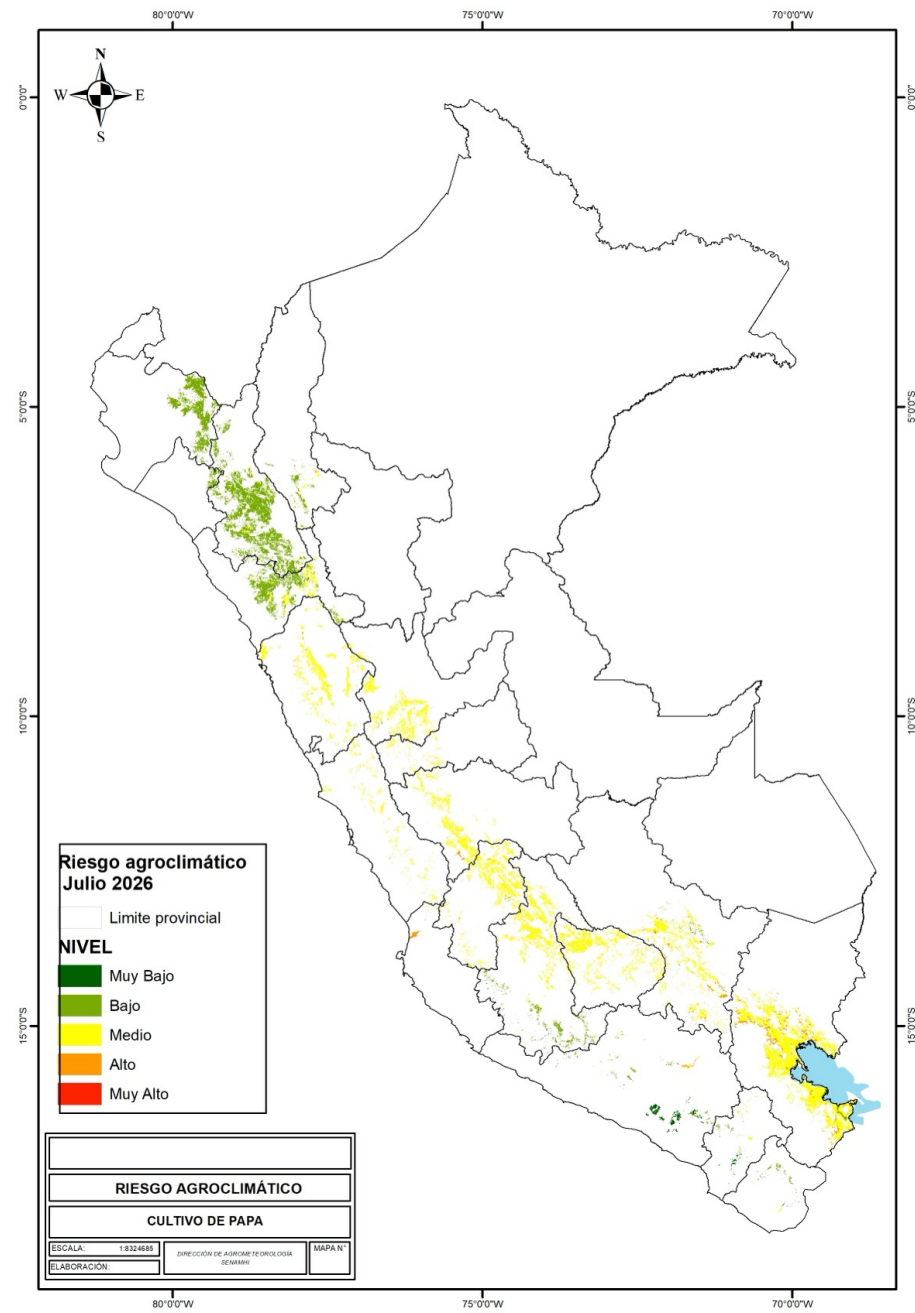 80°0'0"W
75°0'0"W
70°0'0"W
N
W
E
S
0°0'0"
0°0'0"
5°0'0"S
5°0'0"S
10°0'0"S
10°0'0"S
15°0'0"S
15°0'0"S
Riesgo agroclimático
Julio 2026
Limite provincial
NIVEL
Muy Bajo
Bajo
Medio
Alto
Muy Alto
RIESGO AGROCLIMÁTICO
CULTIVO DE PAPA
ESCALA: 1:8324685
DIRECCIÓN DE AGROMETEOROLOGÍA
SENAMHI
MAPA N°
ELABORACIÓN:
80°0'0"W
75°0'0"W
70°0'0"W